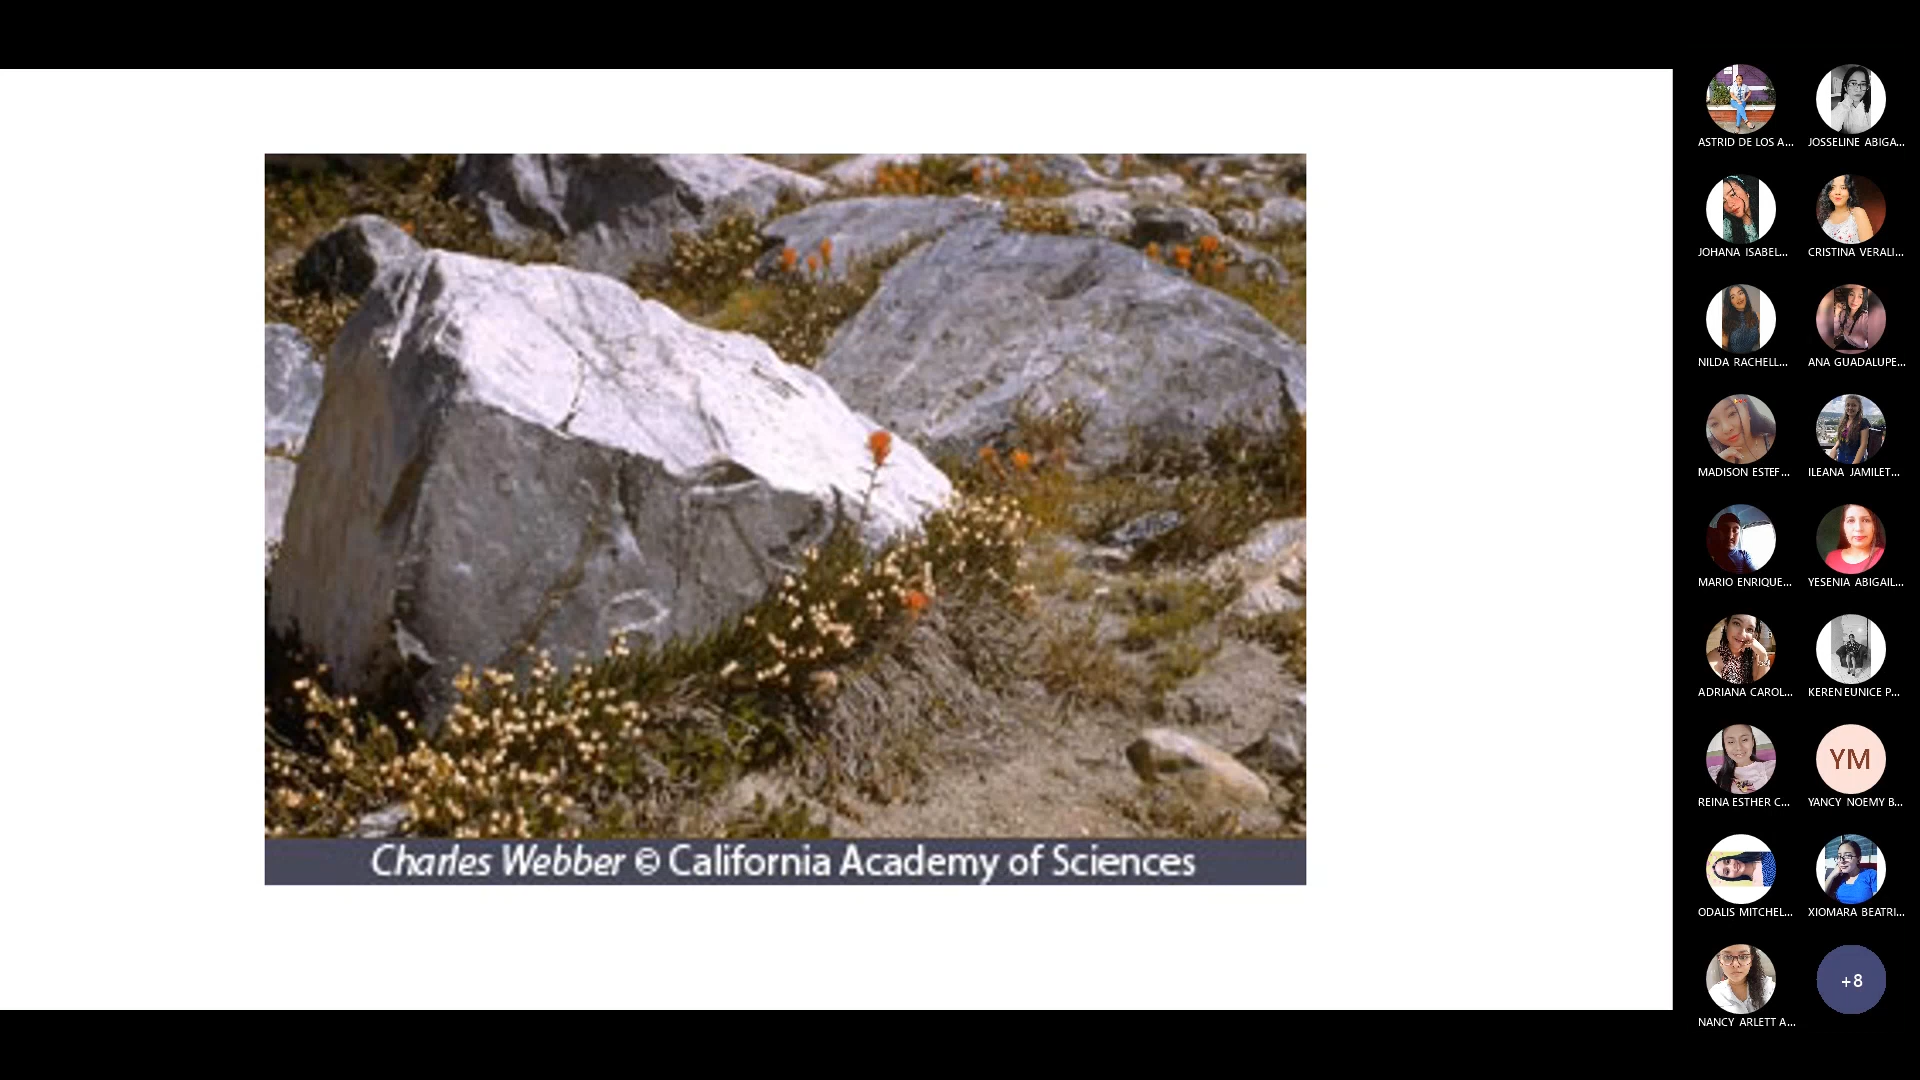 Charles Webber © California Academy of Sciences
ASTRID DE LOS A...
JOSSELINE ABIGA...
JOHANA ISABEL...
CRISTINA VERALI...
NILDA RACHELL...
ANA GUADALUPE...
MADISON ESTEF...
ILEANA JAMILET...
MARIO ENRIQUE...
YESENIA ABIGAIL...
ADRIANA CAROL...
KEREN EUNICE P...
REINA ESTHER C...
YM
YANCY NOEMY B...
ODALIS MITCHEL...
XIOMARA BEATRI...
NANCY ARLETT A...
+8